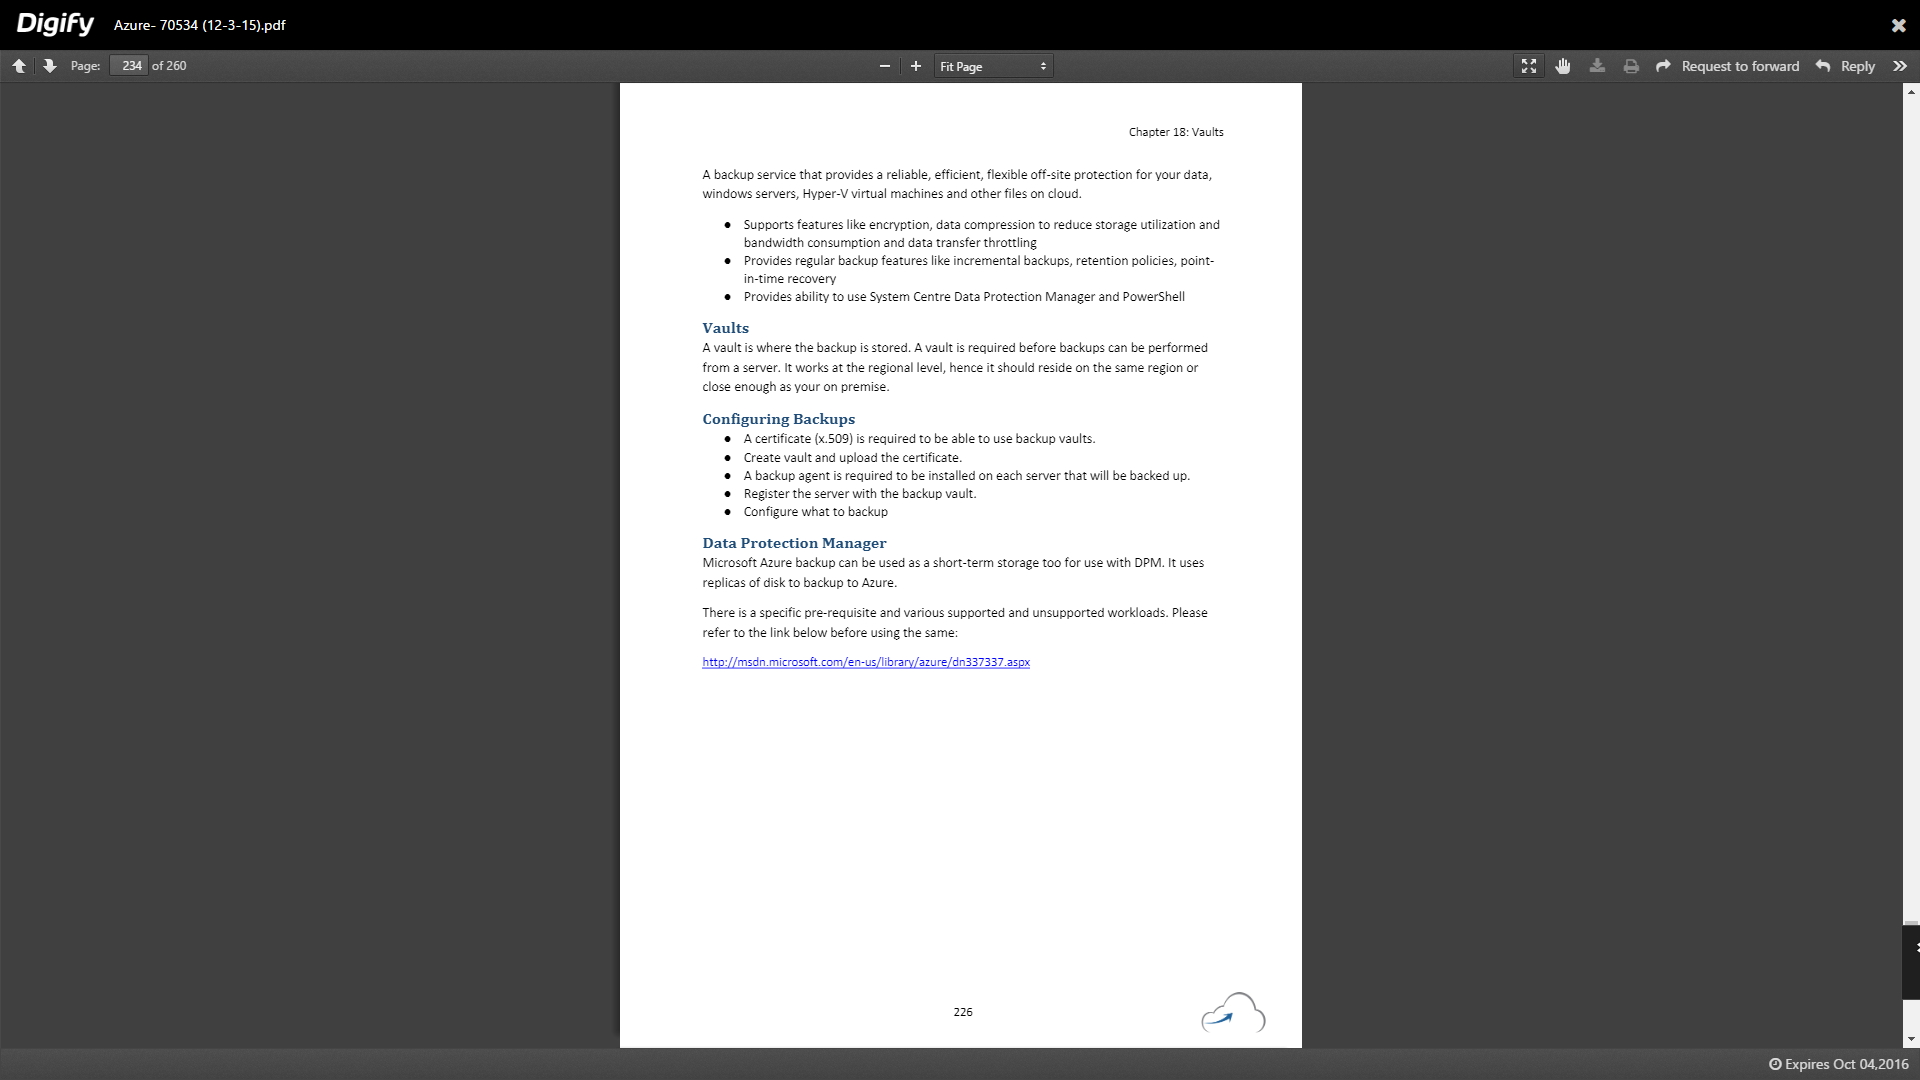 Digify Azure- 70534 (12-3-15).pdf
Page: 234 of 260 Fit Page Request to forward Reply
Chapter 18: Vaults
A backup service that provides a reliable, efficient, flexible off-site protection for your data,
windows servers, Hyper-V virtual machines and other files on cloud.
● Supports features like encryption, data compression to reduce storage utilization and
bandwidth consumption and data transfer throttling
● Provides regular backup features like incremental backups, retention policies, point-
in-time recovery
● Provides ability to use System Centre Data Protection Manager and PowerShell
Vaults
A vault is where the backup is stored. A vault is required before backups can be performed
from a server. It works at the regional level, hence it should reside on the same region or
close enough as your on premise.
Configuring Backups
● A certificate (x.509) is required to be able to use backup vaults.
● Create vault and upload the certificate.
● A backup agent is required to be installed on each server that will be backed up.
● Register the server with the backup vault.
● Configure what to backup
Data Protection Manager
Microsoft Azure backup can be used as a short-term storage too for use with DPM. It uses
replicas of disk to backup to Azure.
There is a specific pre-requisite and various supported and unsupported workloads. Please
refer to the link below before using the same:
http://msdn.microsoft.com/en-us/library/azure/dn337337.aspx
226
Expires Oct 04,2016